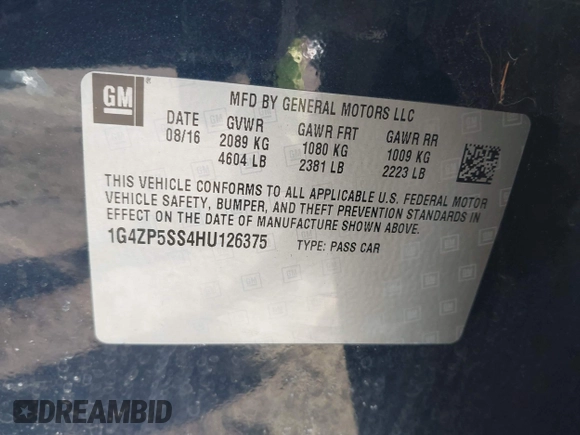 GM
MFD BY GENERAL MOTORS LLC
DATE GVWR GAWR FRT GAWR RR
08/16 2089 KG 1080 KG 1009 KG
4604 LB 2381 LB 2223 LB
THIS VEHICLE CONFORMS TO ALL APPLICABLE U.S. FEDERAL MOTOR
VEHICLE SAFETY, BUMPER, AND THEFT PREVENTION STANDARDS IN
EFFECT ON THE DATE OF MANUFACTURE SHOWN ABOVE.
1G4ZP5SS4HU126375 TYPE: PASS CAR
DREAMBID